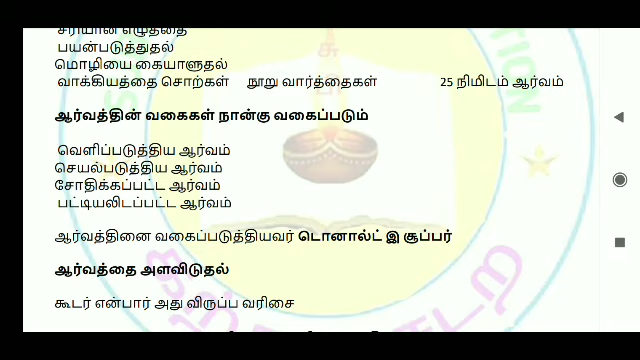 சரியான எழுத்தை
பயன்படுத்துதல்
மொழியை கையாளுதல்
வாக்கியத்தை சொற்கள் நூறு வார்த்தைகள் 25 நிமிடம் ஆர்வம்
ஆர்வத்தின் வகைகள் நான்கு வகைப்படும்
வெளிப்படுத்திய ஆர்வம்
செயல்படுத்திய ஆர்வம்
சோதிக்கப்பட்ட ஆர்வம்
பட்டியலிடப்பட்ட ஆர்வம்
ஆர்வத்தினை வகைப்படுத்தியவர் டொனால்ட் இ சூப்பர்
ஆர்வத்தை அளவிடுதல்
கூடர் என்பார் அது விருப்ப வரிசை